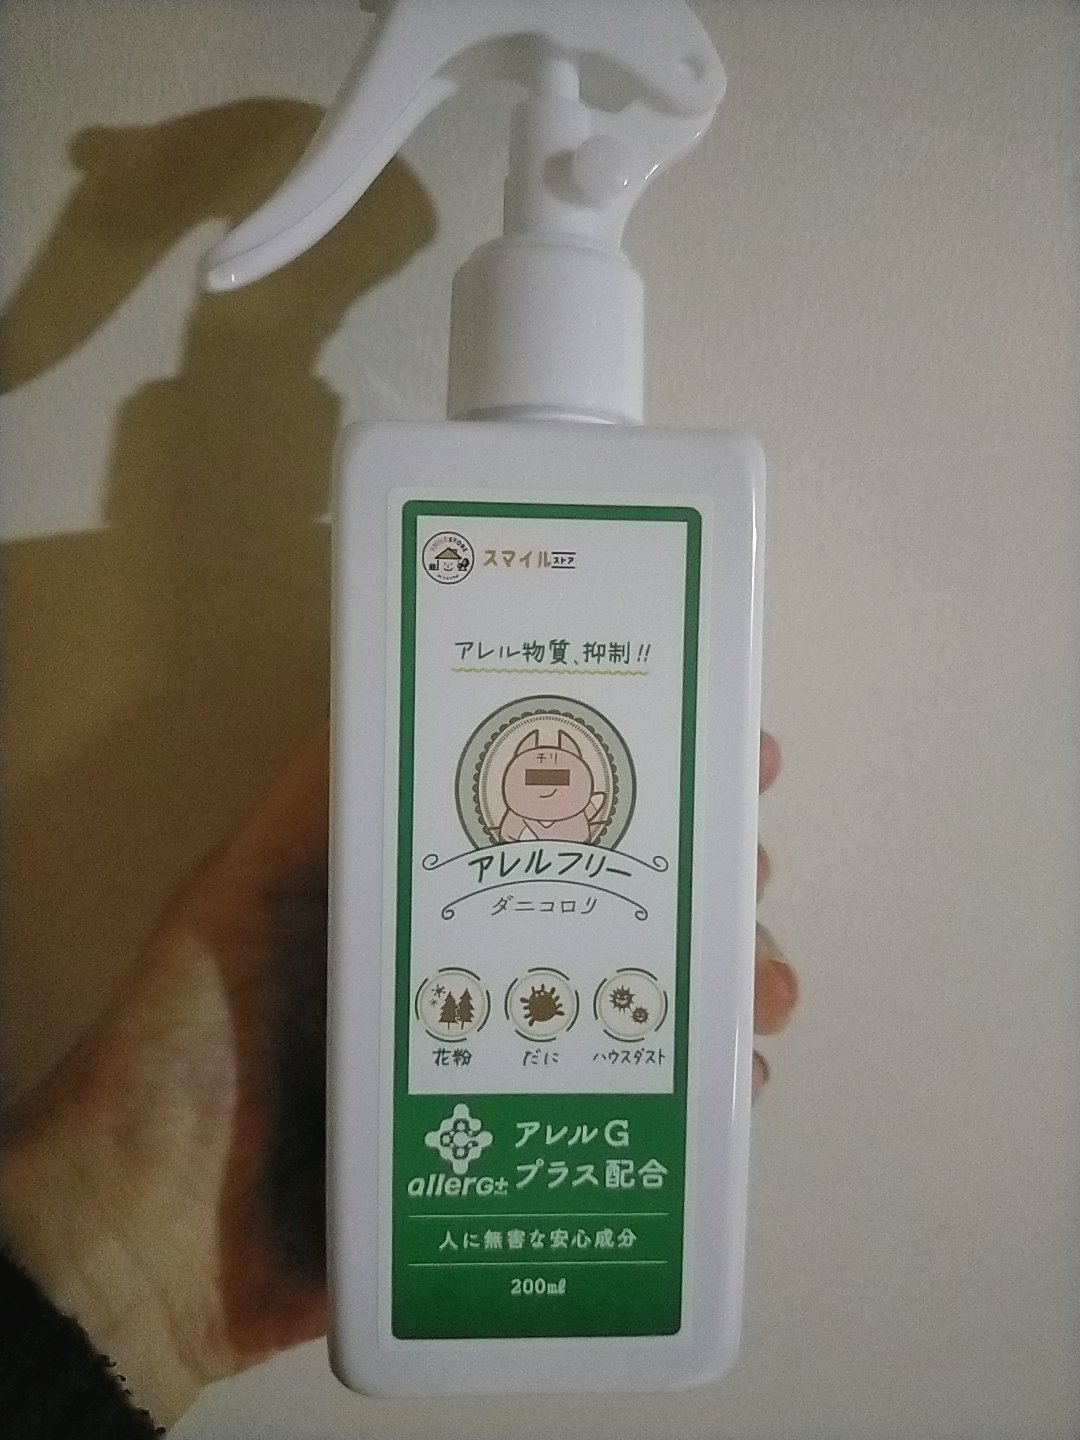 STORE
スマイルストア
アレル物質、抑制!!
チリ
アレルフリー
ダニコロリ
花粉 だに ハウスダスト
allerG+ アレルG
プラス配合
人に無害な安心成分
200ml